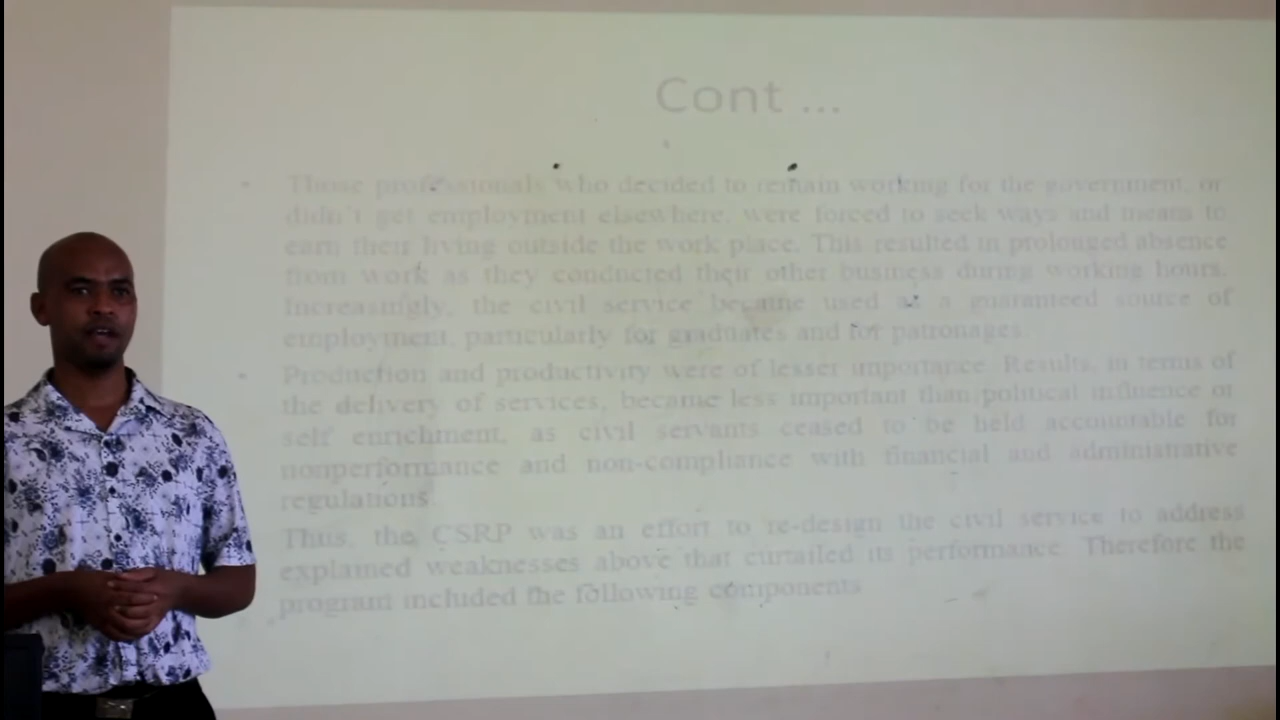 Cont ...
• Those professionals who decided to remain working for the government, or
didn't get employment elsewhere, were forced to seek ways and means to
earn their living outside the work place. This resulted in prolonged absence
from work as they conducted their other business during working hours.
Increasingly, the civil service became used as a guaranteed source of
employment, particularly for graduates and for patronages.
• Production and productivity were of lesser importance. Results, in terms of
the delivery of services, became less important than political influence or
self enrichment, as civil servants ceased to be held accountable for
nonperformance and non-compliance with financial and administrative
regulations.
Thus, the CSRP was an effort to re-design the civil service to address
explained weaknesses above that curtailed its performance. Therefore the
program included the following components